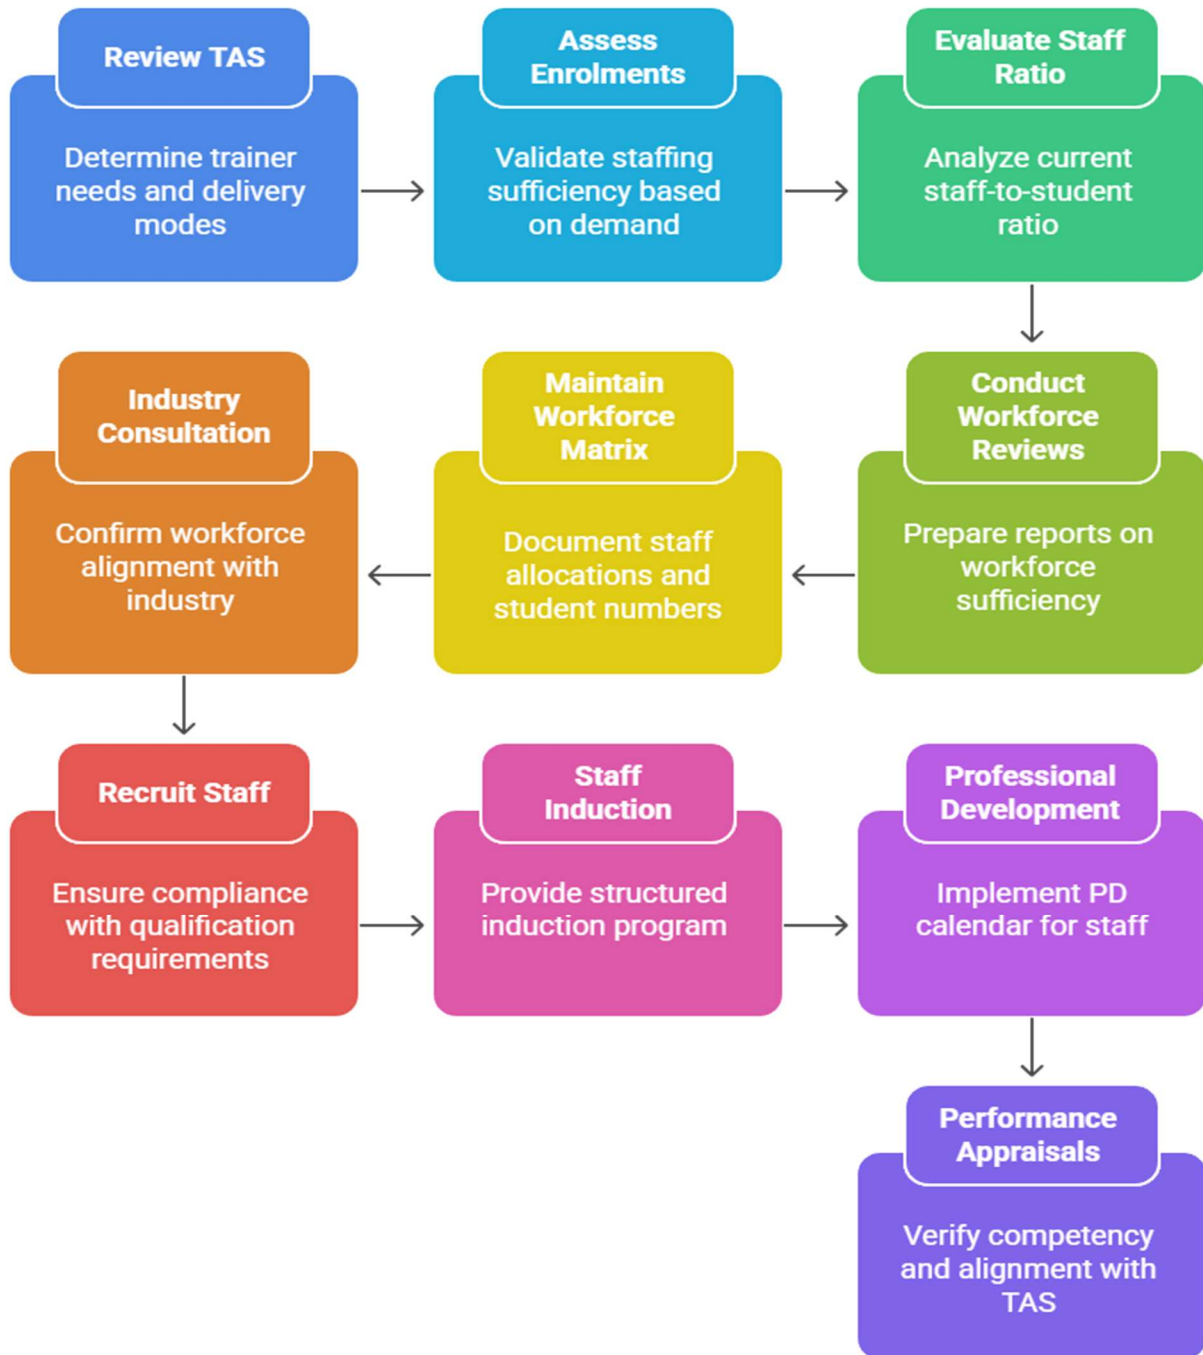 Review TAS
Determine trainer
needs and delivery
modes
Assess
Enrolments
Validate staffing
sufficiency based
on demand
Evaluate Staff
Ratio
Analyze current
staff-to-student
ratio
Conduct
Workforce
Reviews
Prepare reports on
workforce
sufficiency
Maintain
Workforce
Matrix
Document staff
allocations and
student numbers
Industry
Consultation
Confirm workforce
alignment with
industry
Recruit Staff
Ensure compliance
with qualification
requirements
Staff
Induction
Provide structured
induction program
Professional
Development
Implement PD
calendar for staff
Performance
Appraisals
Verify competency
and alignment with
TAS